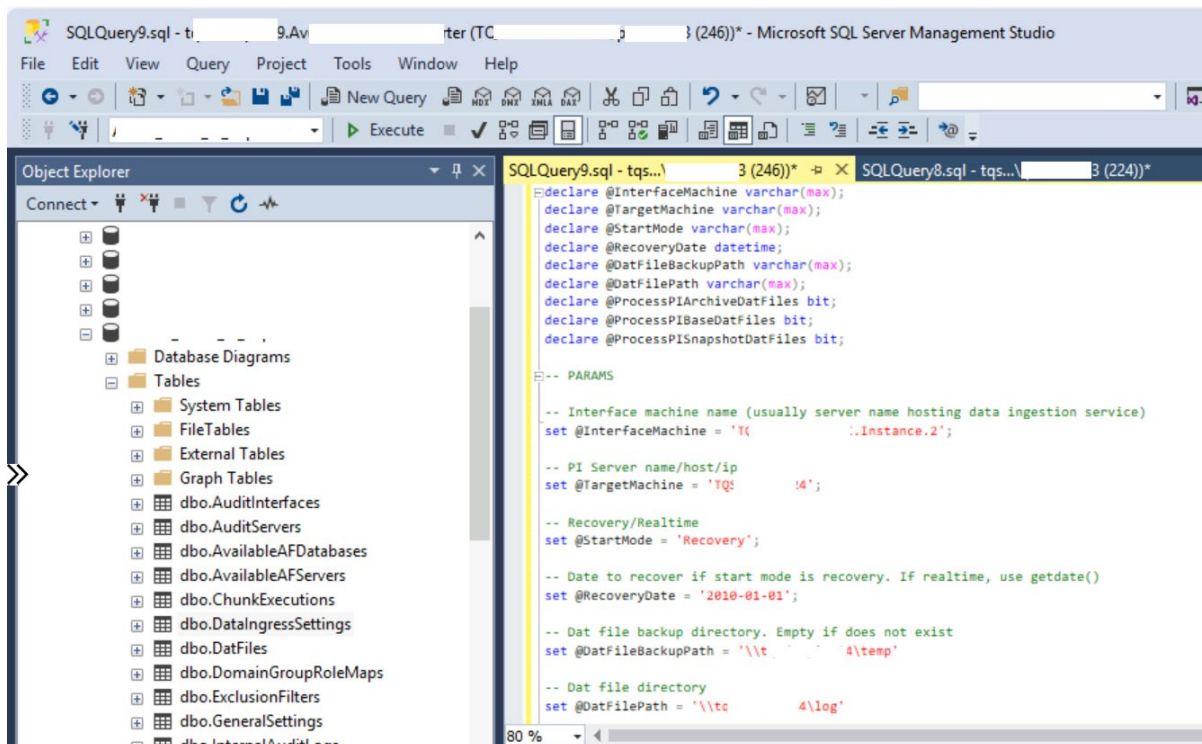 SQLQuery9.sql - t 9.Av rter (TQ 3 (246))* - Microsoft SQL Server Management Studio
File Edit View Query Project Tools Window Help
New Query MDX DMX XMLA DAX
Execute
Object Explorer
Connect
Database Diagrams
Tables
System Tables
FileTables
External Tables
Graph Tables
dbo.AuditInterfaces
dbo.AuditServers
dbo.AvailableAFDatabases
dbo.AvailableAFServers
dbo.ChunkExecutions
dbo.DataIngressSettings
dbo.DatFiles
dbo.DomainGroupRoleMaps
dbo.ExclusionFilters
dbo.GeneralSettings
SQLQuery9.sql - tqs...\ 3 (246))* SQLQuery8.sql - tqs...\ 3 (224))*
declare @InterfaceMachine varchar(max);
declare @TargetMachine varchar(max);
declare @StartMode varchar(max);
declare @RecoveryDate datetime;
declare @DatFileBackupPath varchar(max);
declare @DatFilePath varchar(max);
declare @ProcessPIArchiveDatFiles bit;
declare @ProcessPIBaseDatFiles bit;
declare @ProcessPISnapshotDatFiles bit;
-- PARAMS
-- Interface machine name (usually server name hosting data ingestion service)
set @InterfaceMachine = 'T .Instance.2';
-- PI Server name/host/ip
set @TargetMachine = 'TQS 4';
-- Recovery/Realtime
set @StartMode = 'Recovery';
-- Date to recover if start mode is recovery. If realtime, use getdate()
set @RecoveryDate = '2010-01-01';
-- Dat file backup directory. Empty if does not exist
set @DatFileBackupPath = '\\t 4\temp'
-- Dat file directory
set @DatFilePath = '\\tq 4\log'
80 %